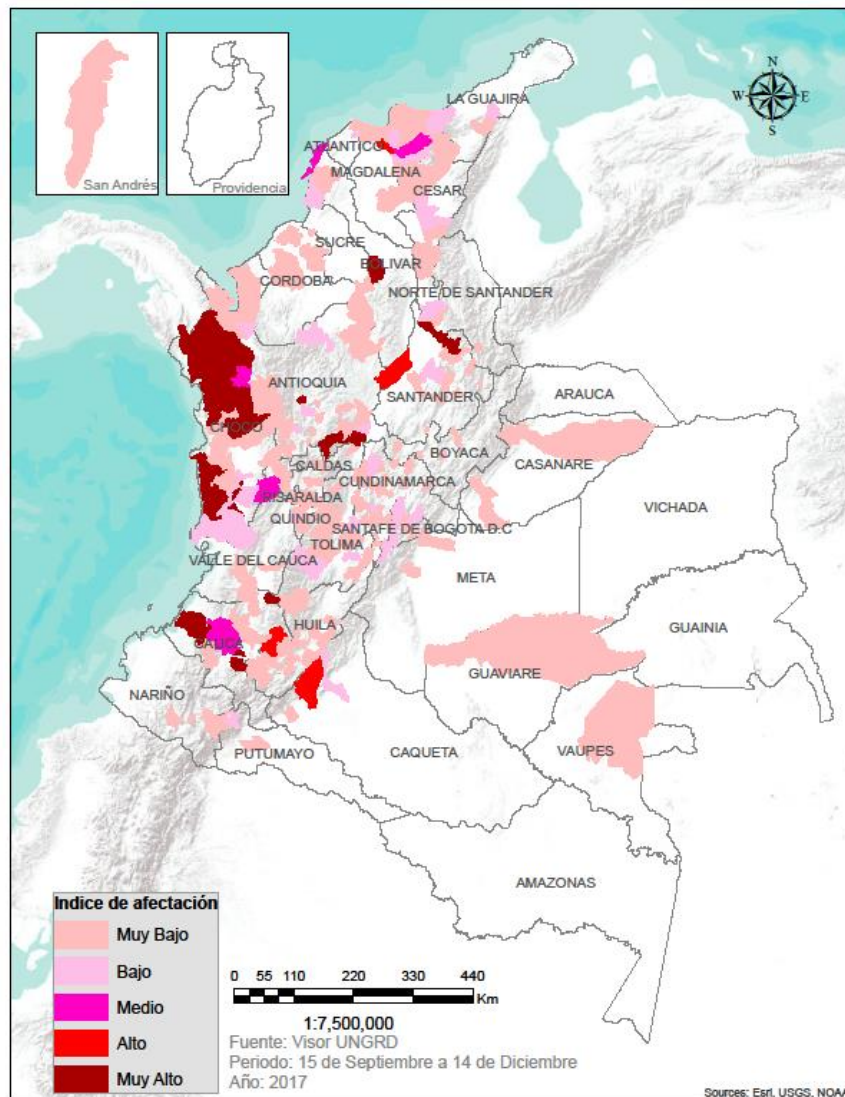 San Andrés
Providencia
N
W E
S
LA GUAJIRA
ATLANTICO
MAGDALENA
CESAR
SUCRE
BOLIVAR
CORDOBA
NORTE DE SANTANDER
ANTIOQUIA
SANTANDER
ARAUCA
CHOCO
BOYACA
CASANARE
CALDAS
CUNDINAMARCA
RISARALDA
VICHADA
QUINDIO
SANTAFE DE BOGOTA D.C
TOLIMA
VALLE DEL CAUCA
META
GUAINIA
HUILA
CAUCA
GUAVIARE
NARIÑO
VAUPES
PUTUMAYO
CAQUETA
AMAZONAS
Indice de afectación
Muy Bajo
Bajo
Medio
Alto
Muy Alto
0 55 110 220 330 440
Km
1:7,500,000
Fuente: Visor UNGRD
Periodo: 15 de Septiembre a 14 de Diciembre
Año: 2017
Sources: Esri, USGS, NOAA